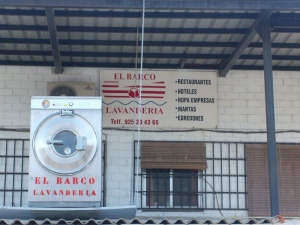 EL BARCO
LAVANDERIA
Telf. 925 21 43 65
•RESTAURANTES
•HOTELES
•ROPA EMPRESAS
•MANTAS
•EDREDONES
EL BARCO
LAVANDERIA